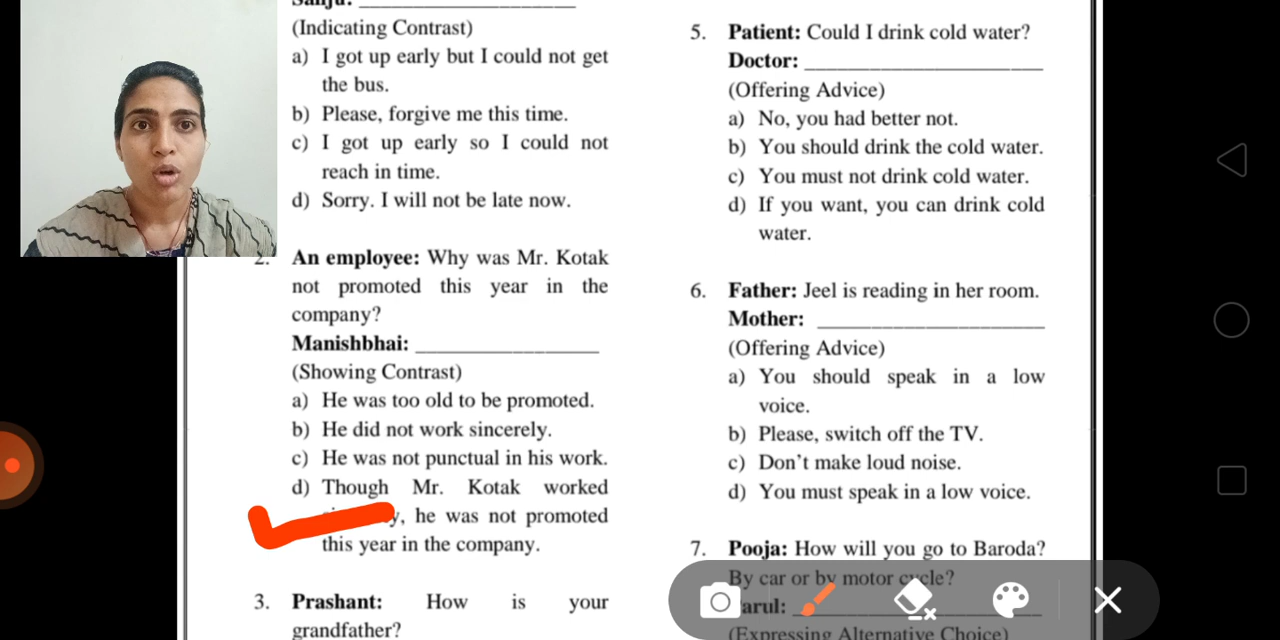 Sanju: ____________________
(Indicating Contrast)
a) I got up early but I could not get
the bus.
b) Please, forgive me this time.
c) I got up early so I could not
reach in time.
d) Sorry. I will not be late now.
2. An employee: Why was Mr. Kotak
not promoted this year in the
company?
Manishbhai: _________________
(Showing Contrast)
a) He was too old to be promoted.
b) He did not work sincerely.
c) He was not punctual in his work.
d) Though Mr. Kotak worked
he was not promoted
this year in the company.
3. Prashant: How is your
grandfather?
5. Patient: Could I drink cold water?
Doctor: ______________________
(Offering Advice)
a) No, you had better not.
b) You should drink the cold water.
c) You must not drink cold water.
d) If you want, you can drink cold
water.
6. Father: Jeel is reading in her room.
Mother: _____________________
(Offering Advice)
a) You should speak in a low
voice.
b) Please, switch off the TV.
c) Don't make loud noise.
d) You must speak in a low voice.
7. Pooja: How will you go to Baroda?
By car or by motor cycle?
arul: ______________________
(Expressing Alternative Choice)